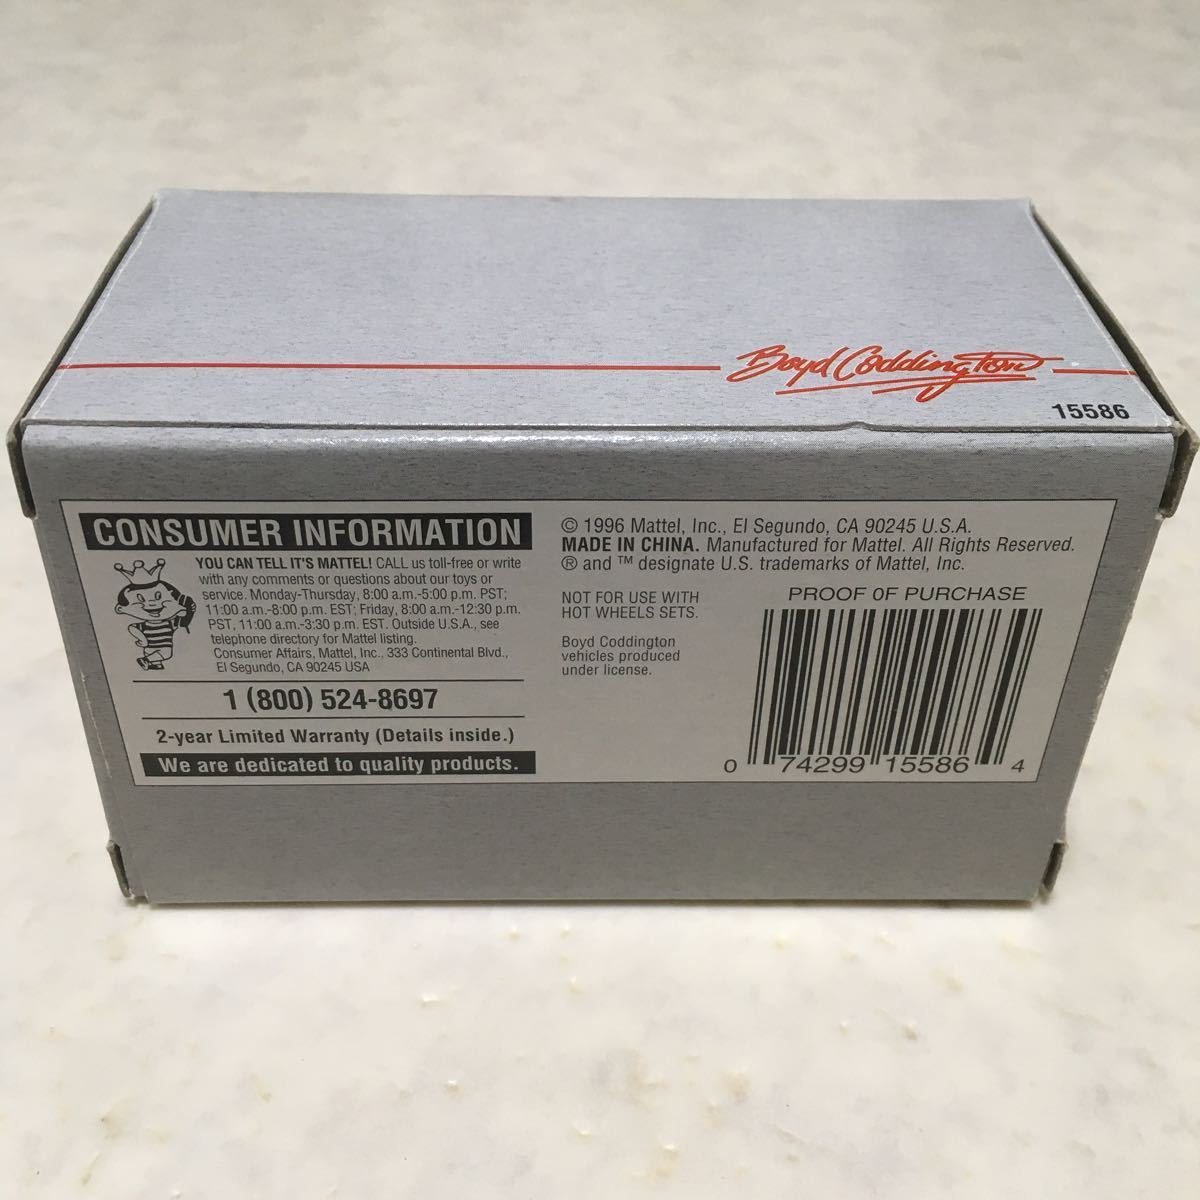 Boyd Coddington
15586
CONSUMER INFORMATION
YOU CAN TELL IT'S MATTEL! CALL us toll-free or write
with any comments or questions about our toys or
service. Monday-Thursday, 8:00 a.m.-5:00 p.m. PST;
11:00 a.m.-8:00 p.m. EST; Friday, 8:00 a.m.-12:30 p.m.
PST, 11:00 a.m.-3:30 p.m. EST. Outside U.S.A., see
telephone directory for Mattel listing.
Consumer Affairs, Mattel, Inc., 333 Continental Blvd.,
El Segundo, CA 90245 USA
1 (800) 524-8697
2-year Limited Warranty (Details inside.)
We are dedicated to quality products.
© 1996 Mattel, Inc., El Segundo, CA 90245 U.S.A.
MADE IN CHINA. Manufactured for Mattel. All Rights Reserved.
® and ™ designate U.S. trademarks of Mattel, Inc.
NOT FOR USE WITH
HOT WHEELS SETS.
Boyd Coddington
vehicles produced
under license.
PROOF OF PURCHASE
0 74299 15586 4